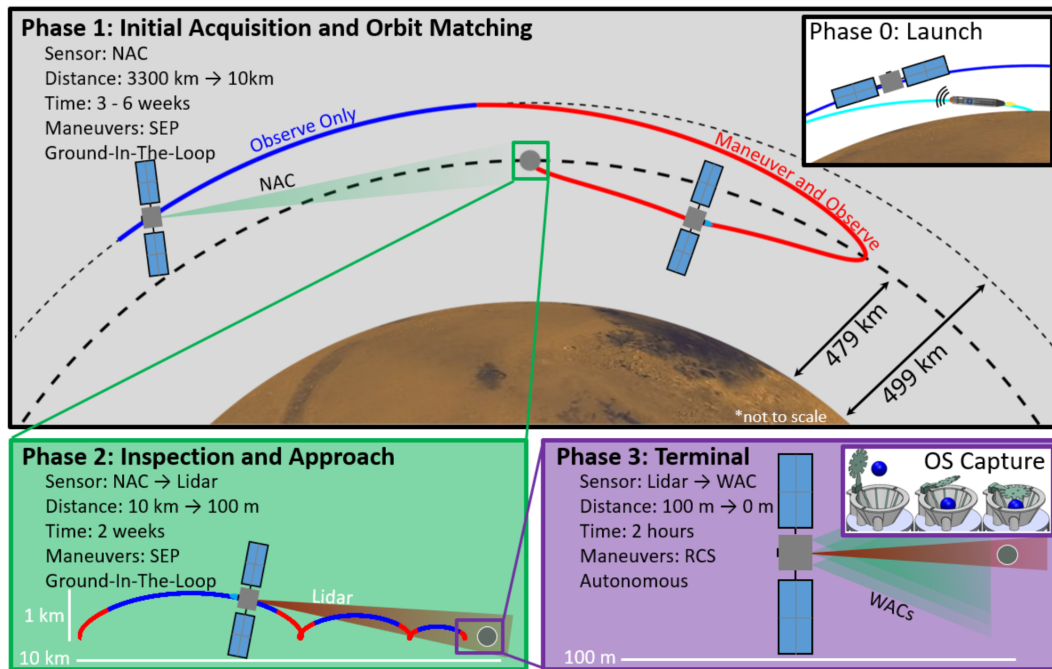 Phase 1: Initial Acquisition and Orbit Matching
Sensor: NAC
Distance: 3300 km → 10km
Time: 3 - 6 weeks
Maneuvers: SEP
Ground-In-The-Loop
Observe Only
NAC
Maneuver and Observe
479 km
499 km
*not to scale
Phase 0: Launch
Phase 2: Inspection and Approach
Sensor: NAC → Lidar
Distance: 10 km → 100 m
Time: 2 weeks
Maneuvers: SEP
Ground-In-The-Loop
Lidar
1 km
10 km
Phase 3: Terminal
Sensor: Lidar → WAC
Distance: 100 m → 0 m
Time: 2 hours
Maneuvers: RCS
Autonomous
OS Capture
WACs
100 m